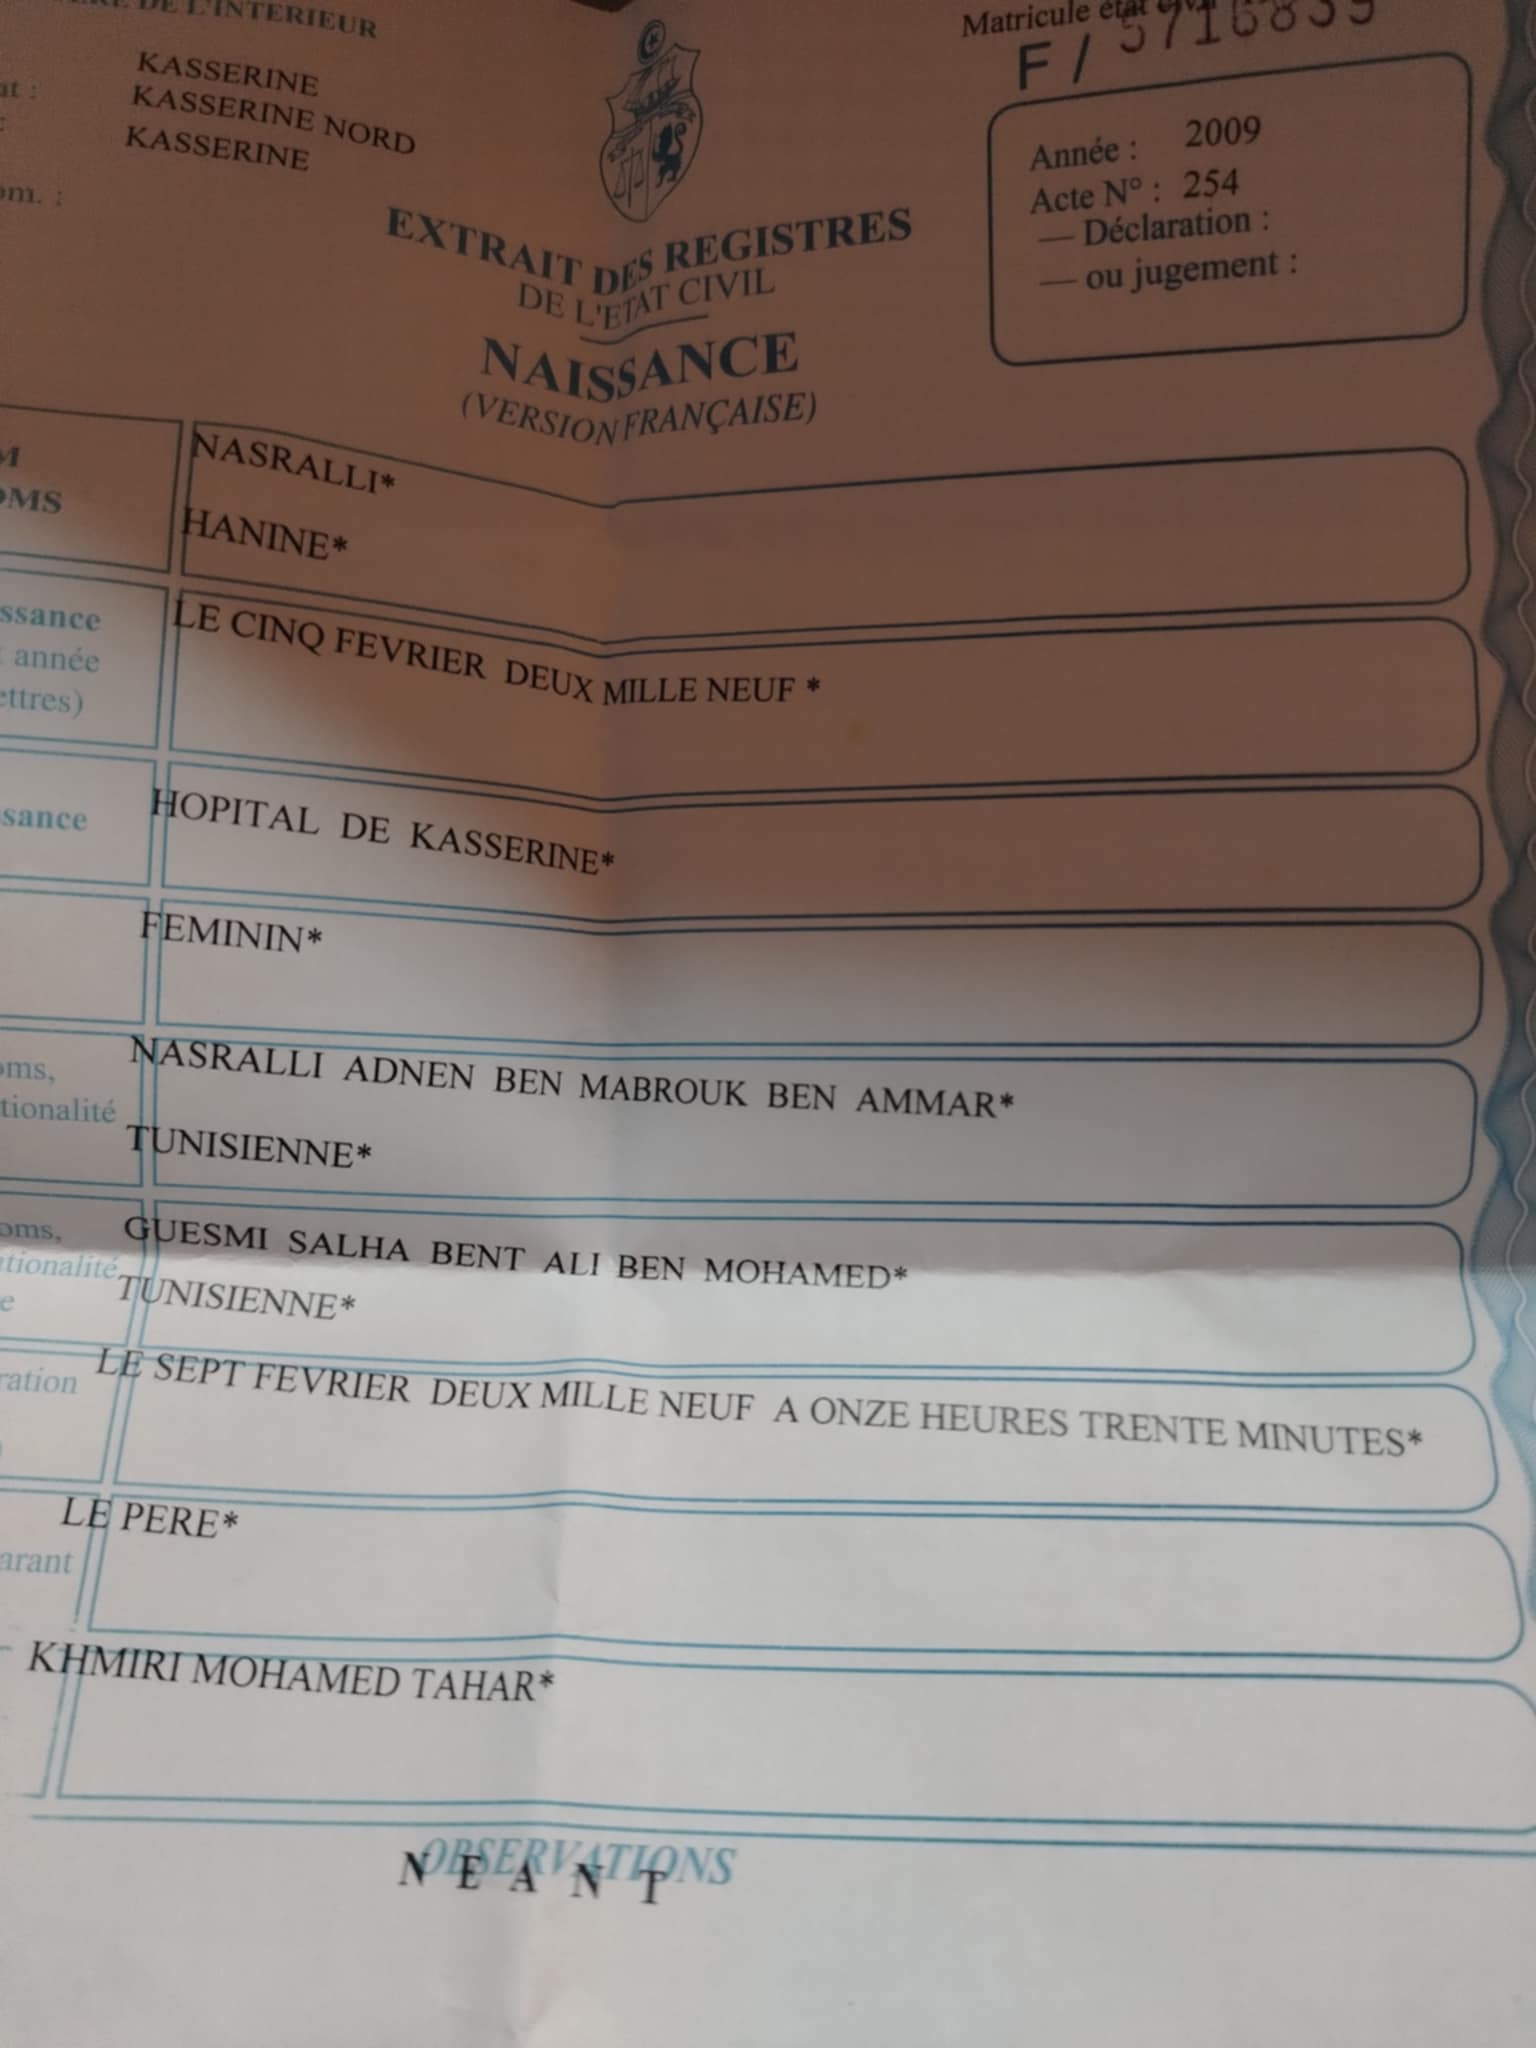 DE L'INTERIEUR
KASSERINE
KASSERINE NORD
KASSERINE
Matricule état
F / 5716839
Année : 2009
Acte N° : 254
— Déclaration :
— ou jugement :
EXTRAIT DES REGISTRES
DE L'ETAT CIVIL
NAISSANCE
(VERSION FRANÇAISE)
NASRALLI*
HANINE*
LE CINQ FEVRIER DEUX MILLE NEUF *
année
HOPITAL DE KASSERINE*
FEMININ*
NASRALLI ADNEN BEN MABROUK BEN AMMAR*
TUNISIENNE*
GUESMI SALHA BENT ALI BEN MOHAMED*
TUNISIENNE*
LE SEPT FEVRIER DEUX MILLE NEUF A ONZE HEURES TRENTE MINUTES*
LE PERE*
KHMIRI MOHAMED TAHAR*
OBSERVATIONS
N E A N T